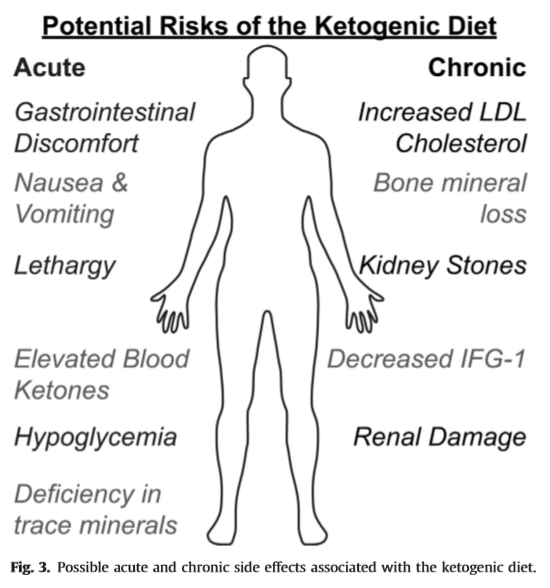 Potential Risks of the Ketogenic Diet
Acute
Gastrointestinal
Discomfort
Nausea &
Vomiting
Lethargy
Elevated Blood
Ketones
Hypoglycemia
Deficiency in
trace minerals
Chronic
Increased LDL
Cholesterol
Bone mineral
loss
Kidney Stones
Decreased IFG-1
Renal Damage
Fig. 3. Possible acute and chronic side effects associated with the ketogenic diet.